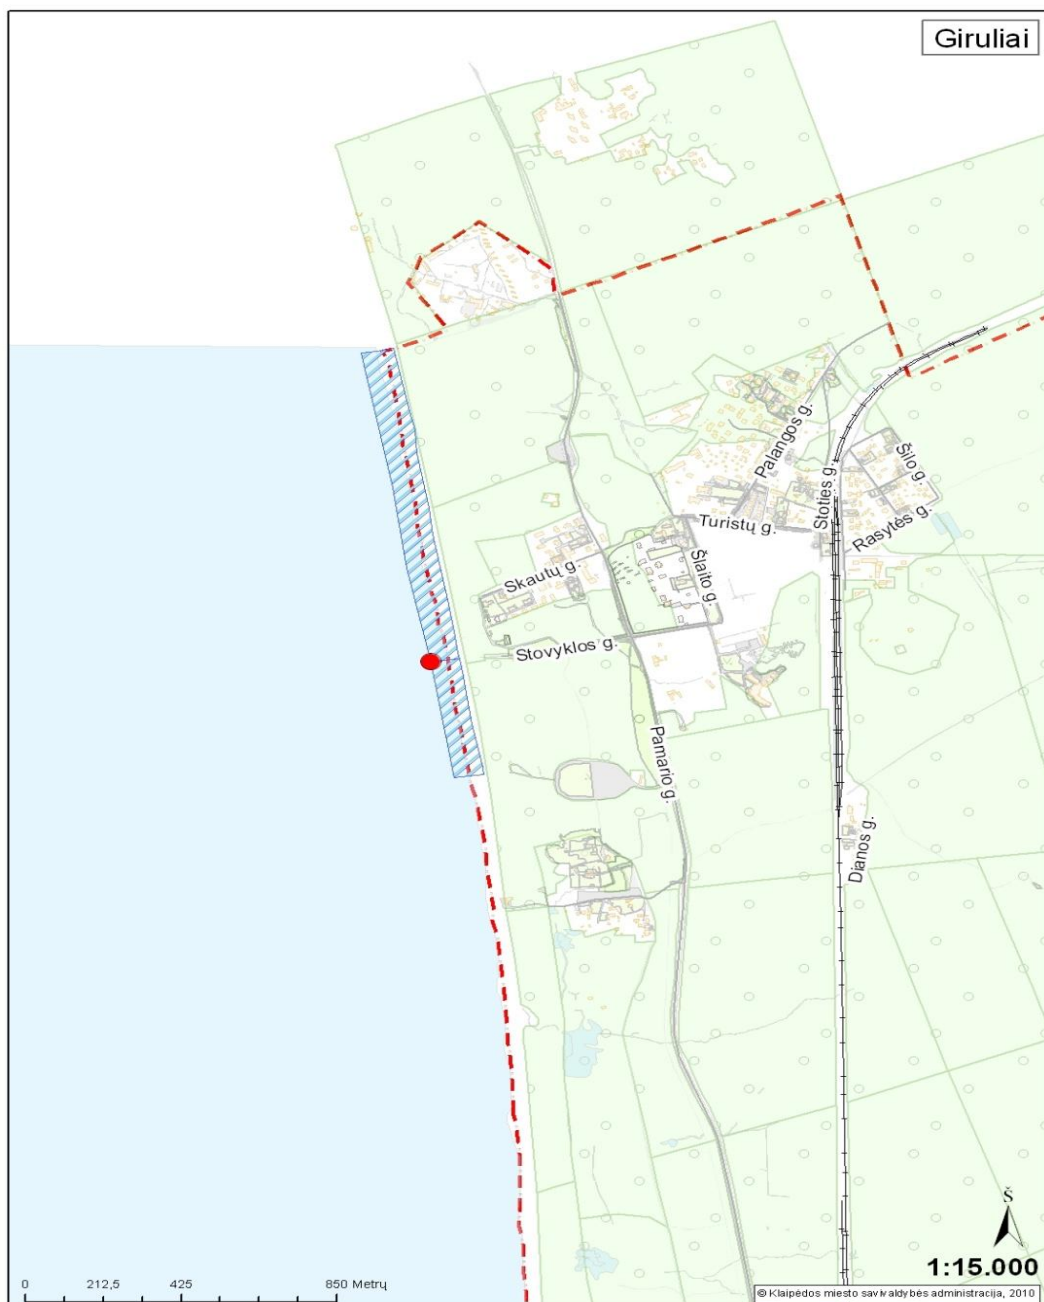 Giruliai
Palangos g.
Šilo g.
Stoties g.
Turistų g.
Rasytės g.
Šlaito g.
Skautų g.
Stovyklos g.
Pamario g.
Dianos g.
Š
1:15.000
0 212,5 425 850 Metrų
© Klaipėdos miesto savivaldybės administracija, 2010